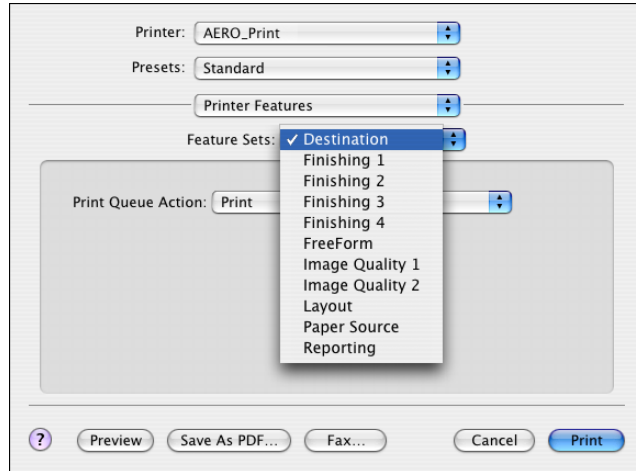 Printer: AERO_Print
Presets: Standard
Printer Features
Feature Sets: ✓ Destination
Finishing 1
Finishing 2
Print Queue Action: Print Finishing 3
Finishing 4
FreeForm
Image Quality 1
Image Quality 2
Layout
Paper Source
Reporting
? Preview Save As PDF... Fax... Cancel Print